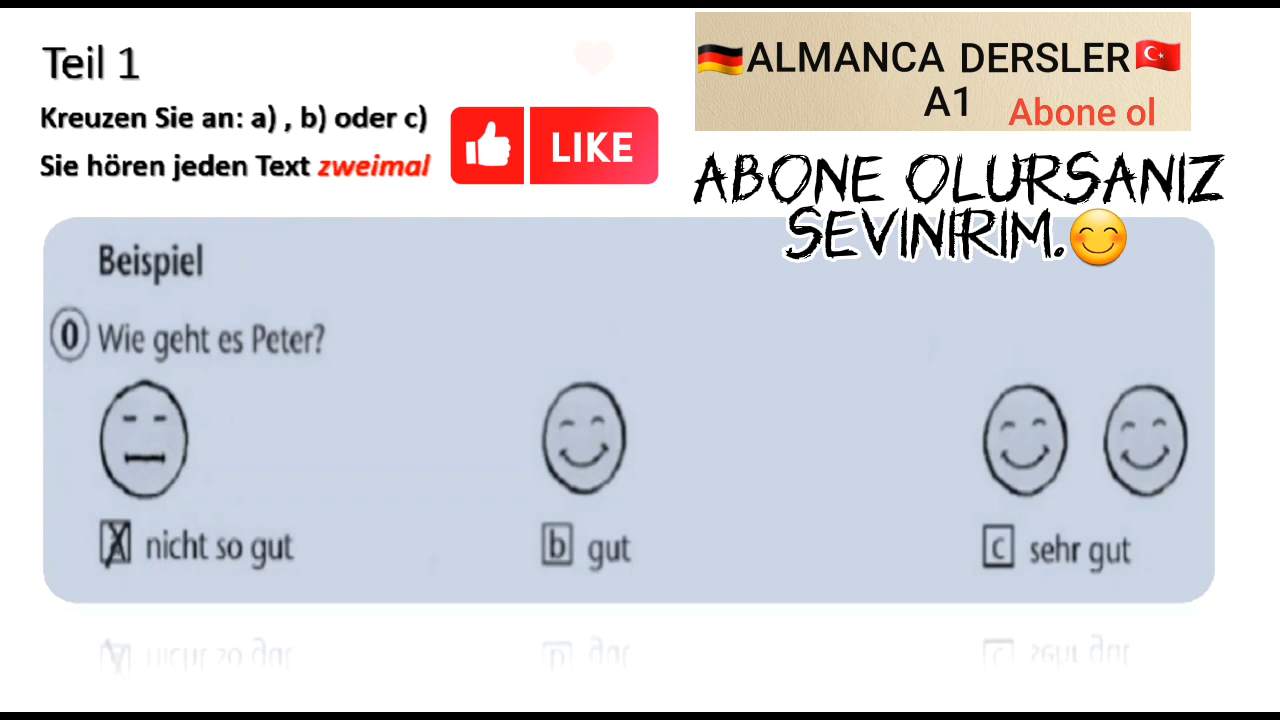 Teil 1
Kreuzen Sie an: a) , b) oder c)
Sie hören jeden Text zweimal
LIKE
ALMANCA DERSLER
A1
Abone ol
ABONE OLURSANIZ
SEVINIRIM.
Beispiel
0 Wie geht es Peter?
a nicht so gut
b gut
c sehr gut